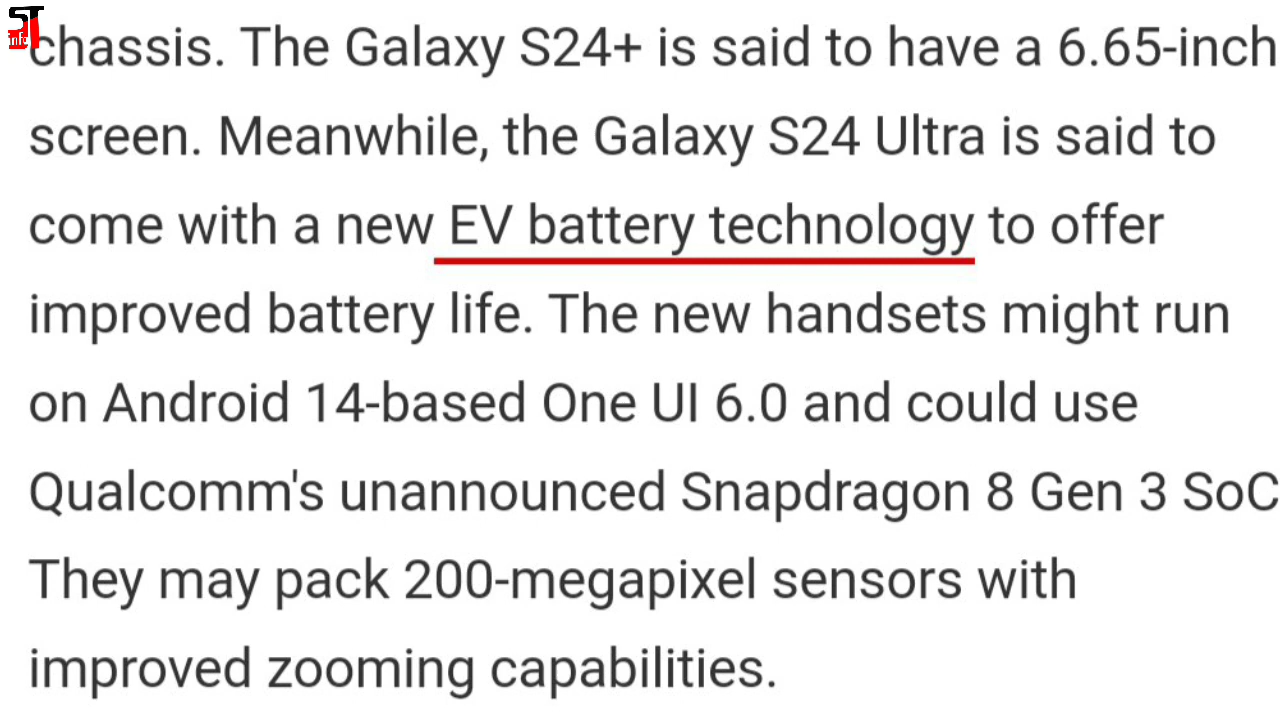 ST
info
chassis. The Galaxy S24+ is said to have a 6.65-inch
screen. Meanwhile, the Galaxy S24 Ultra is said to
come with a new EV battery technology to offer
improved battery life. The new handsets might run
on Android 14-based One UI 6.0 and could use
Qualcomm's unannounced Snapdragon 8 Gen 3 SoC
They may pack 200-megapixel sensors with
improved zooming capabilities.